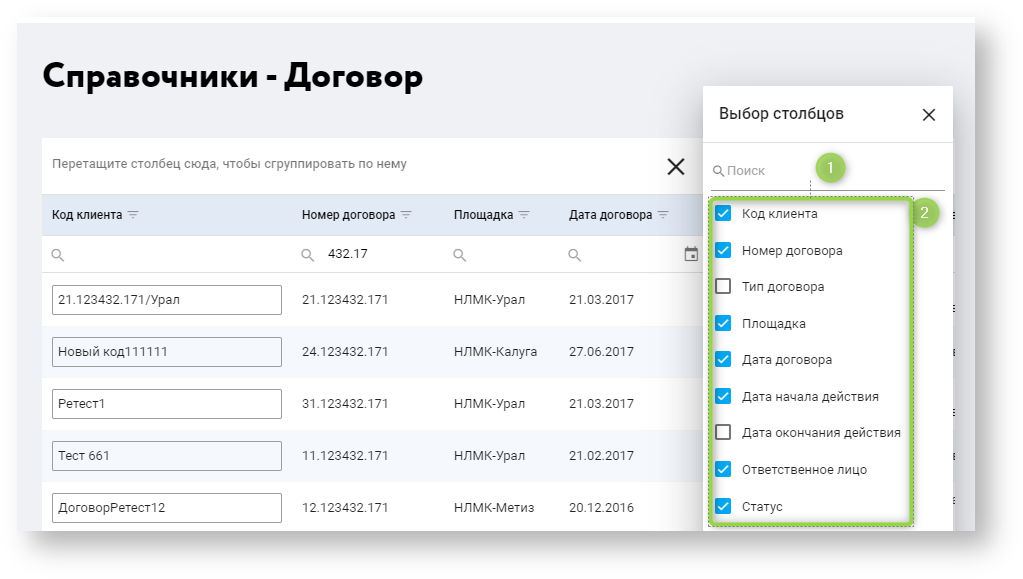 Справочники - Договор
Выбор столбцов
Перетащите столбец сюда, чтобы сгруппировать по нему
Поиск
1
Код клиента Номер договора Площадка Дата договора
2
432.17
21.123432.171/Урал 21.123432.171 НЛМК-Урал 21.03.2017
Новый код111111 24.123432.171 НЛМК-Калуга 27.06.2017
Ретест1 31.123432.171 НЛМК-Урал 21.03.2017
Тест 661 11.123432.171 НЛМК-Урал 21.02.2017
ДоговорРетест12 12.123432.171 НЛМК-Метиз 20.12.2016
Код клиента
Номер договора
Тип договора
Площадка
Дата договора
Дата начала действия
Дата окончания действия
Ответственное лицо
Статус